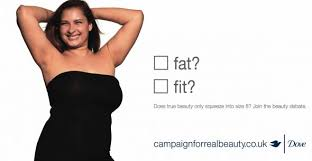 fat?
fit?
Does true beauty only squeeze into size 8? Join the beauty debate.
campaignforrealbeauty.co.uk
Dove